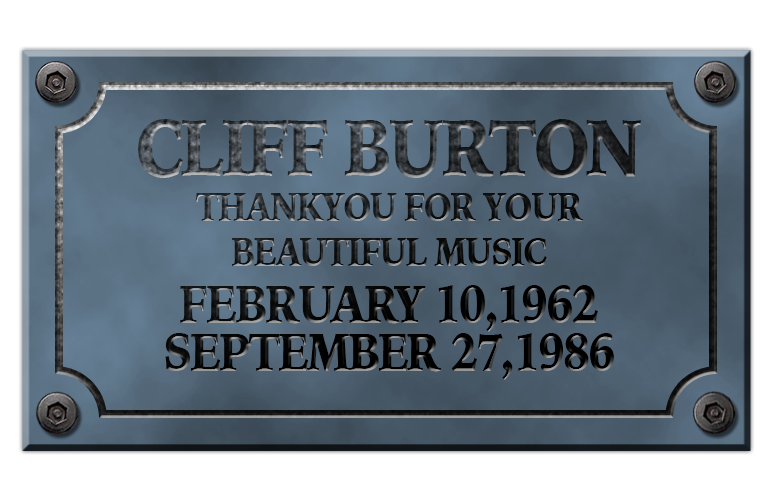 CLIFF BURTON
THANKYOU FOR YOUR
BEAUTIFUL MUSIC
FEBRUARY 10,1962
SEPTEMBER 27,1986